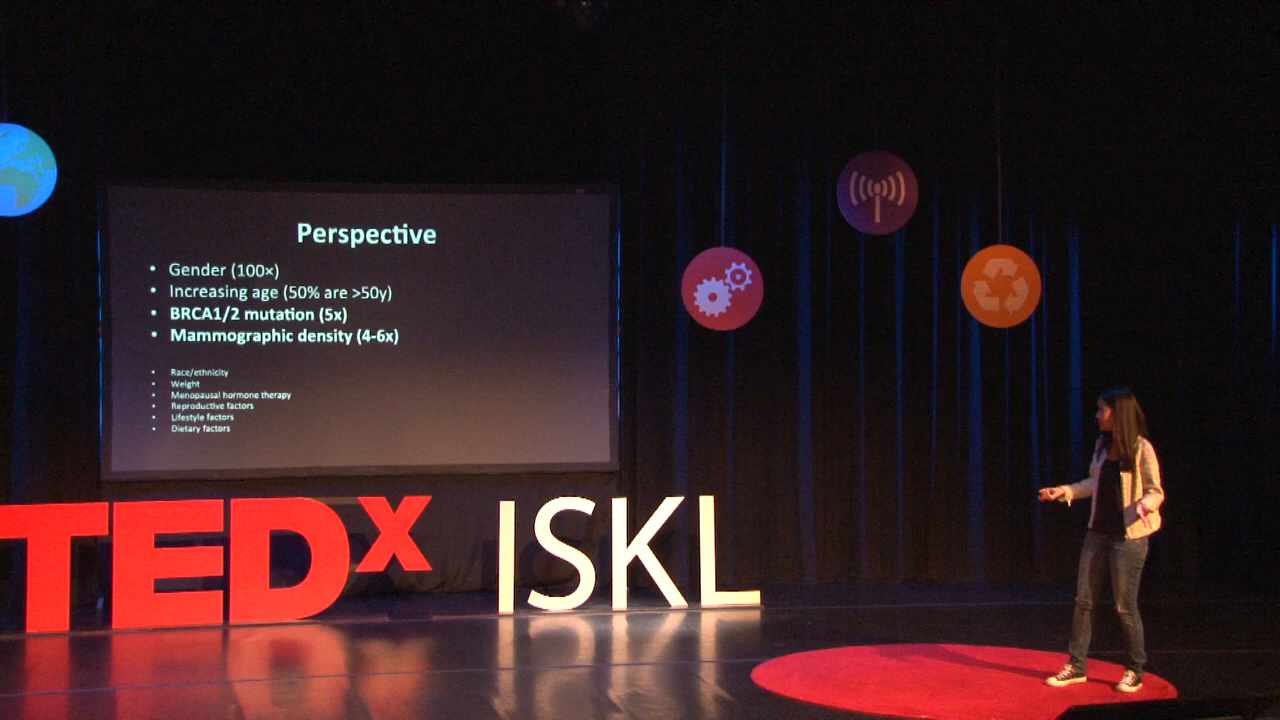 Perspective
• Gender (100×)
• Increasing age (50% are >50y)
• BRCA1/2 mutation (5x)
• Mammographic density (4-6x)
• Race/ethnicity
• Weight
• Menopausal hormone therapy
• Reproductive factors
• Lifestyle factors
• Dietary factors
TEDx ISKL